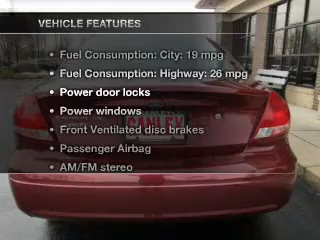 VEHICLE FEATURES
• Fuel Consumption: City: 19 mpg
• Fuel Consumption: Highway: 26 mpg
• Power door locks
• Power windows
• Front Ventilated disc brakes
• Passenger Airbag
• AM/FM stereo
CANLEY